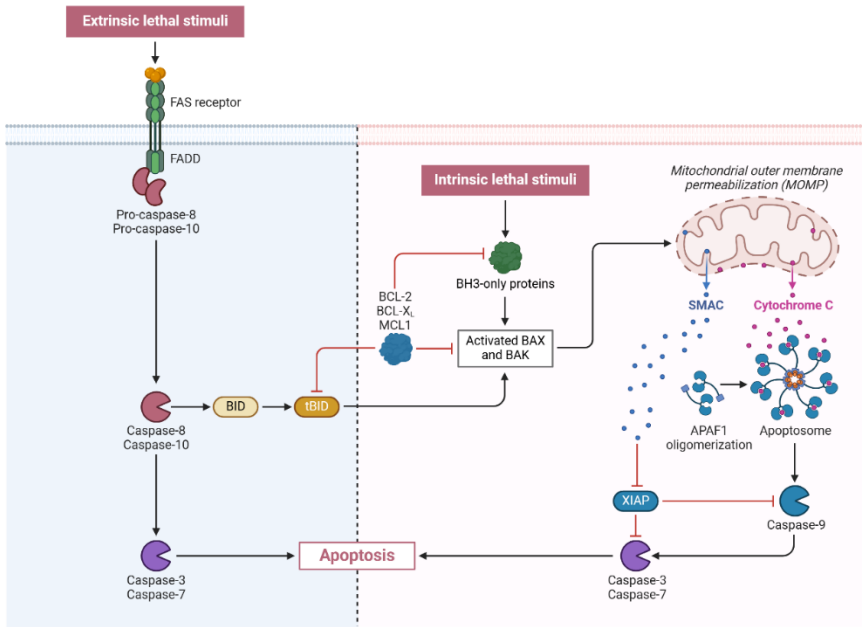 Extrinsic lethal stimuli
FAS receptor
FADD
Pro-caspase-8
Pro-caspase-10
Intrinsic lethal stimuli
Mitochondrial outer membrane
permeabilization (MOMP)
BH3-only proteins
BCL-2
BCL-XL
MCL1
SMAC
Cytochrome C
Activated BAX
and BAK
Caspase-8
Caspase-10
BID
tBID
APAF1
oligomerization
Apoptosome
XIAP
Caspase-9
Caspase-3
Caspase-7
Apoptosis
Caspase-3
Caspase-7